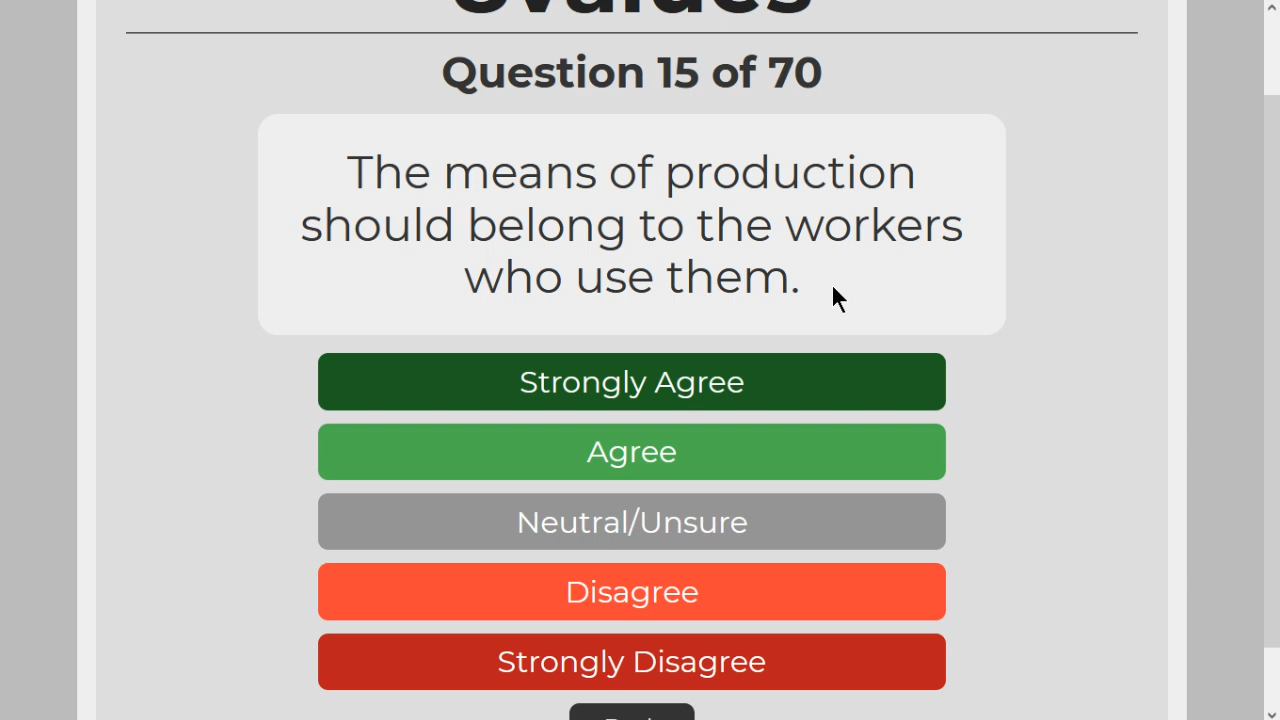 Question 15 of 70
The means of production
should belong to the workers
who use them.
Strongly Agree
Agree
Neutral/Unsure
Disagree
Strongly Disagree